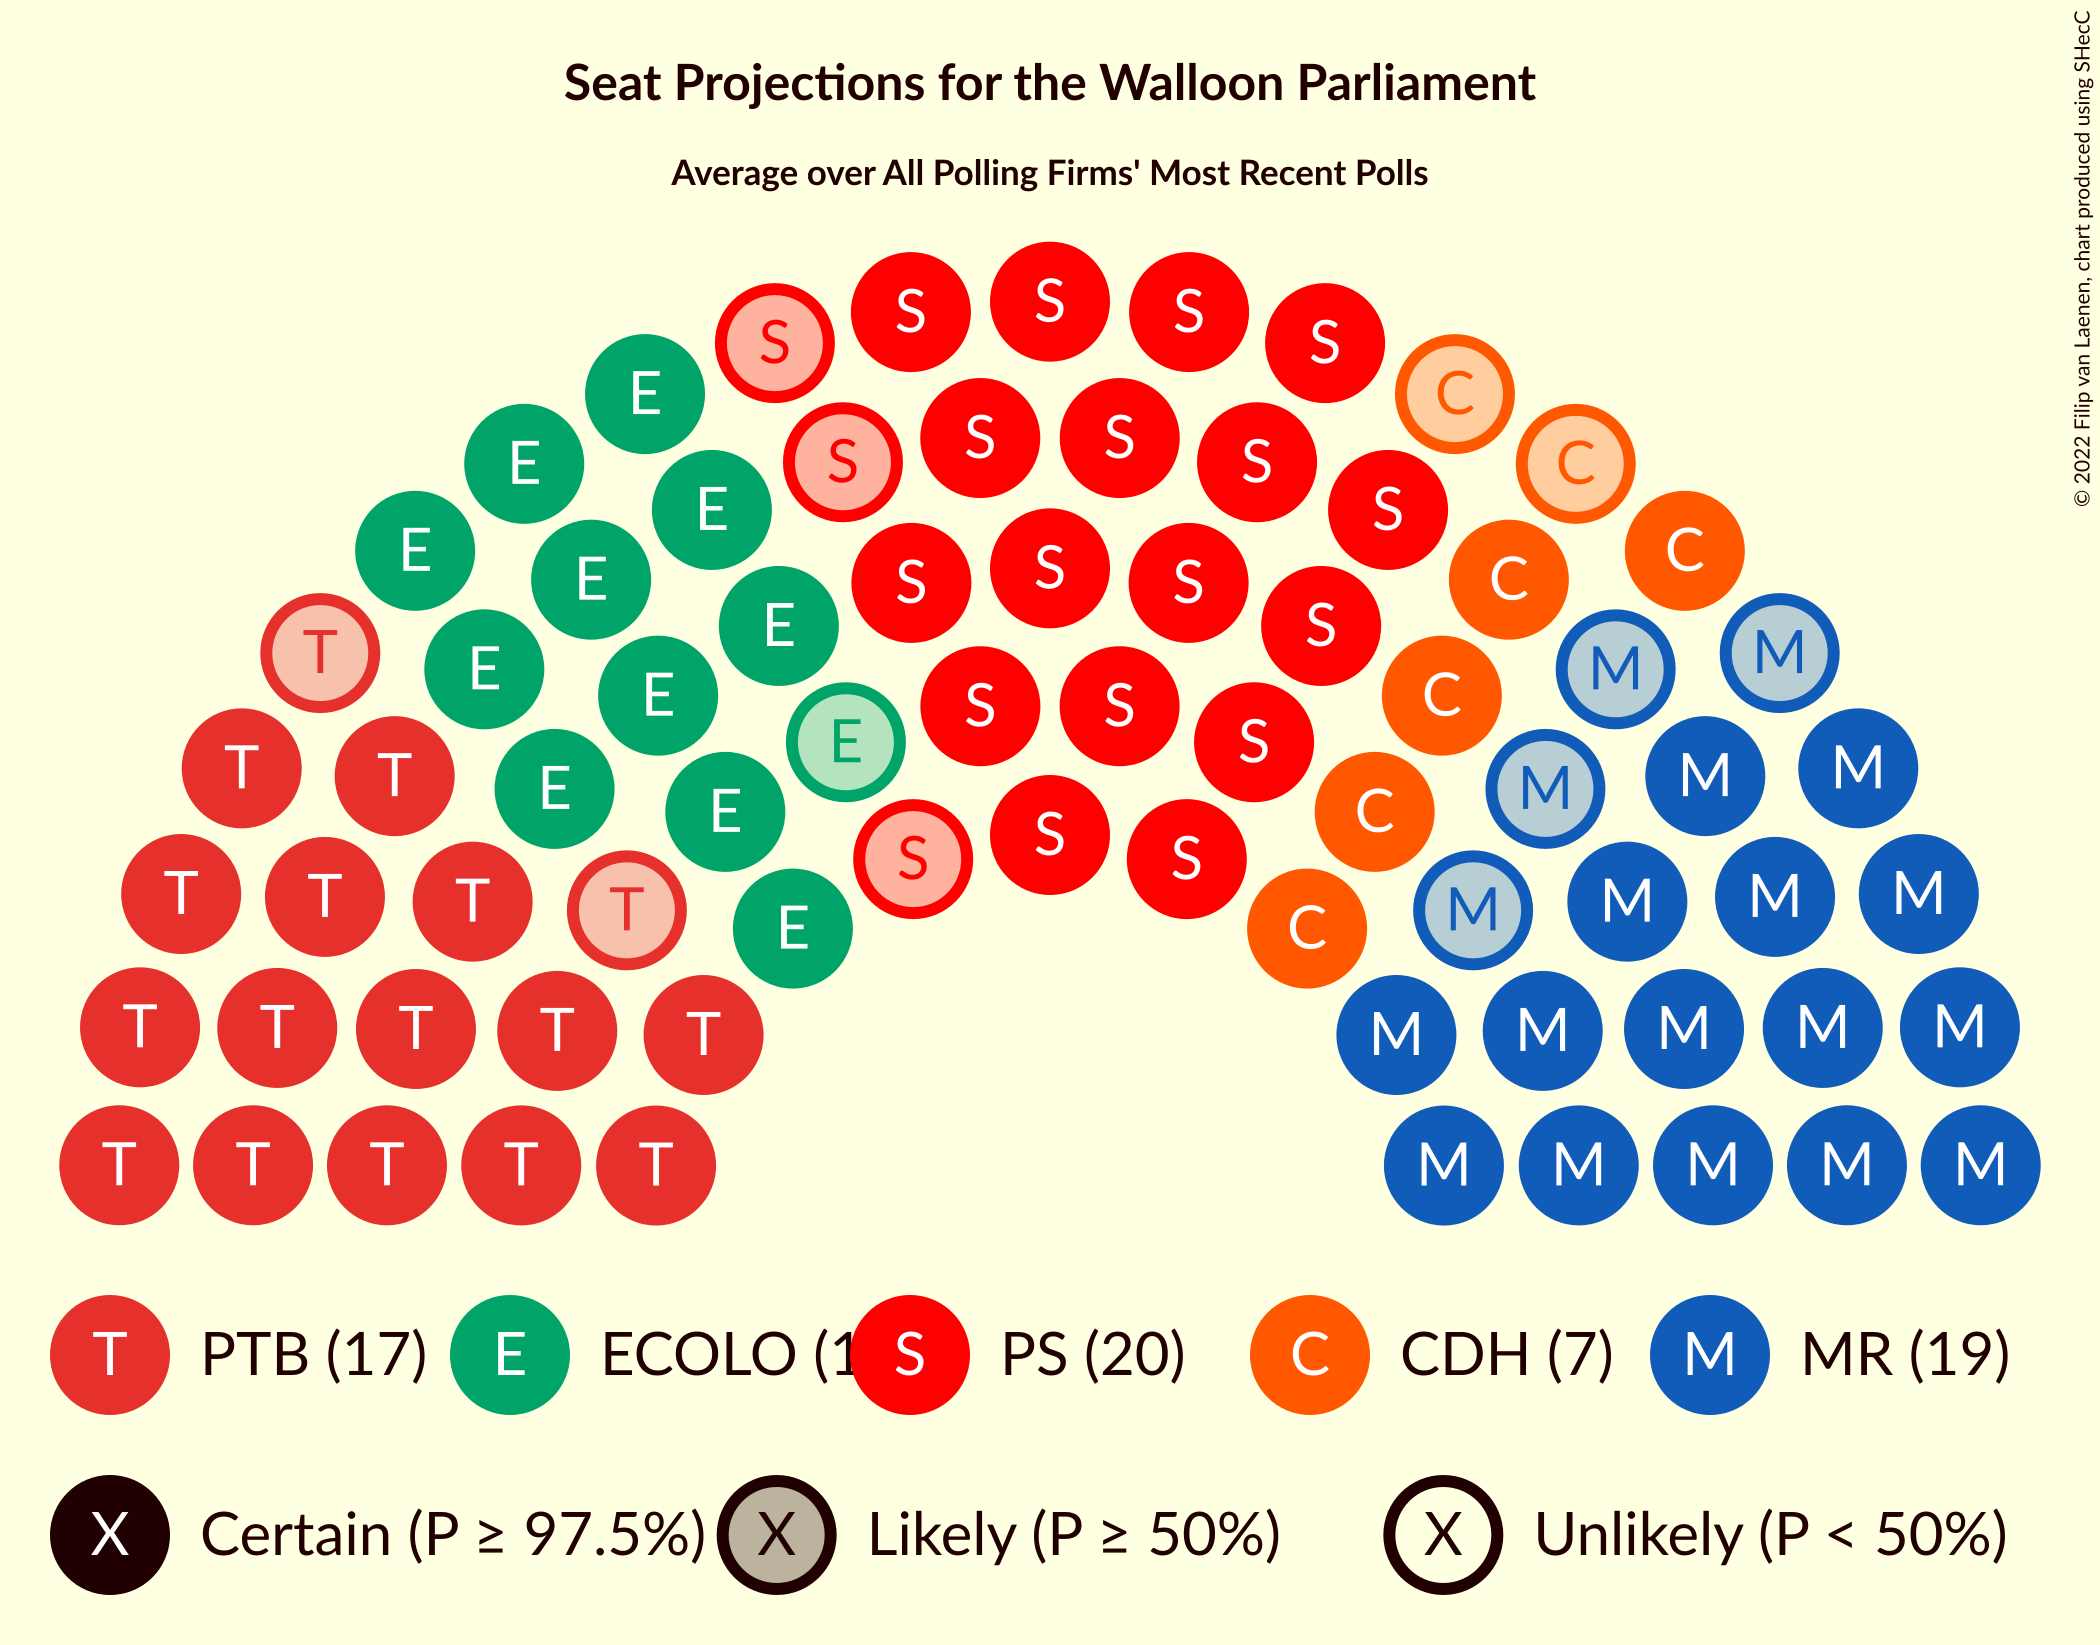 Seat Projections for the Walloon Parliament
Average over All Polling Firms' Most Recent Polls
© 2022 Filip van Laenen, chart produced using SHecC
S S S S S
E C
S S
E S S C
E S
E C
S
E S S C
E S
T M
E M
E C
S S
E S
T M
T M
E M
E C
S
S S
T T T T M M M M
E C
T T T T T M M M M M
T T T T T M M M M M
T PTB (17) E ECOLO (1 S PS (20) C CDH (7) M MR (19)
X Certain (P ≥ 97.5%) X Likely (P ≥ 50%) X Unlikely (P < 50%)